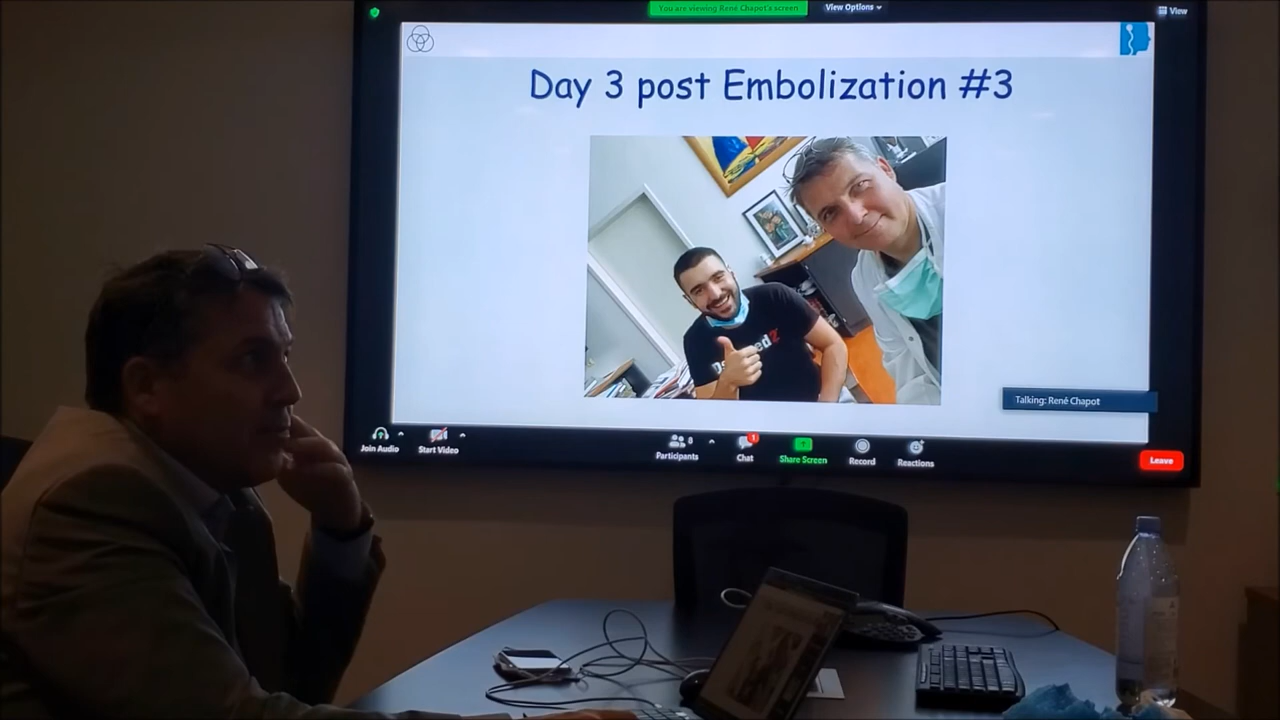 You are viewing René Chapot's screen
View Options
View
Day 3 post Embolization #3
Talking: René Chapot
Join Audio
Start Video
Participants
8
Chat
1
Share Screen
Record
Reactions
Leave